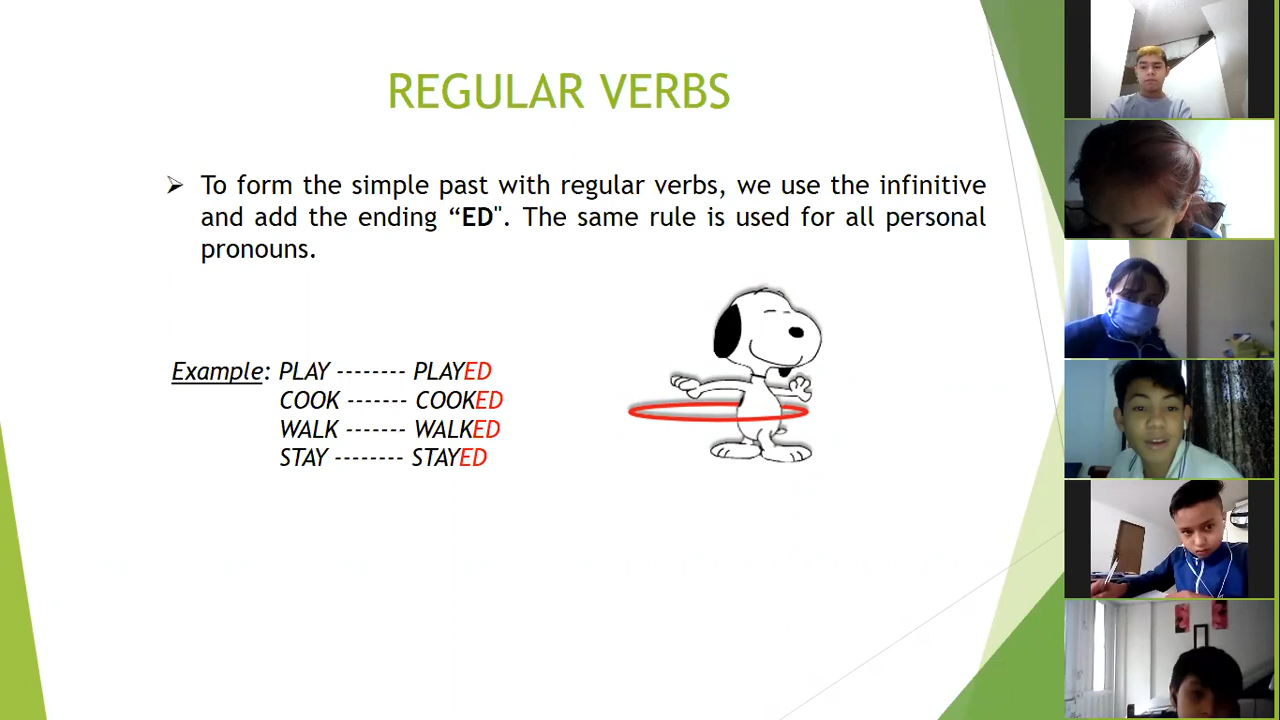 REGULAR VERBS
➢ To form the simple past with regular verbs, we use the infinitive
and add the ending “ED". The same rule is used for all personal
pronouns.
Example: PLAY -------- PLAYED
COOK ------- COOKED
WALK ------- WALKED
STAY -------- STAYED